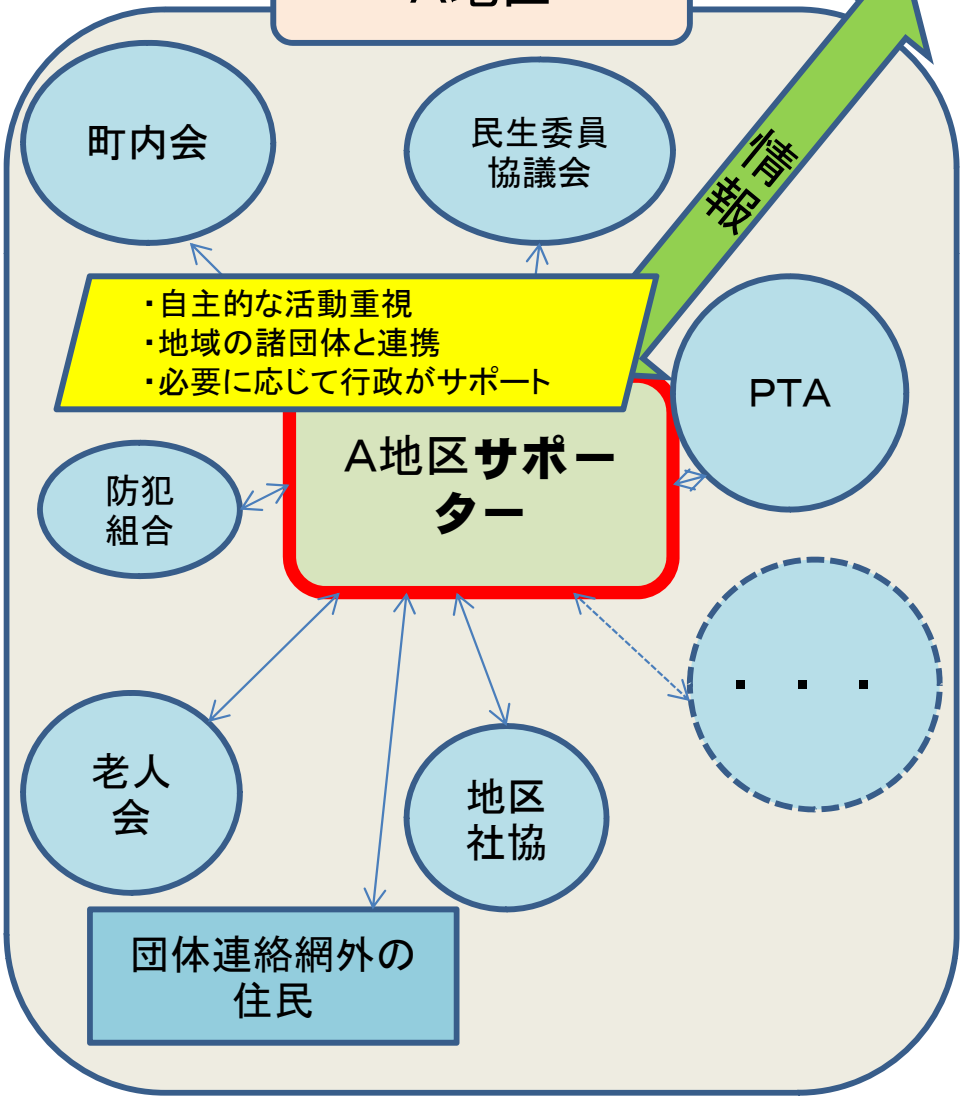 A地区
町内会
民生委員
協議会
情報
・自主的な活動重視
・地域の諸団体と連携
・必要に応じて行政がサポート
PTA
A地区サポー
ター
防犯
組合
・・・
老人
会
地区
社協
団体連絡網外の
住民